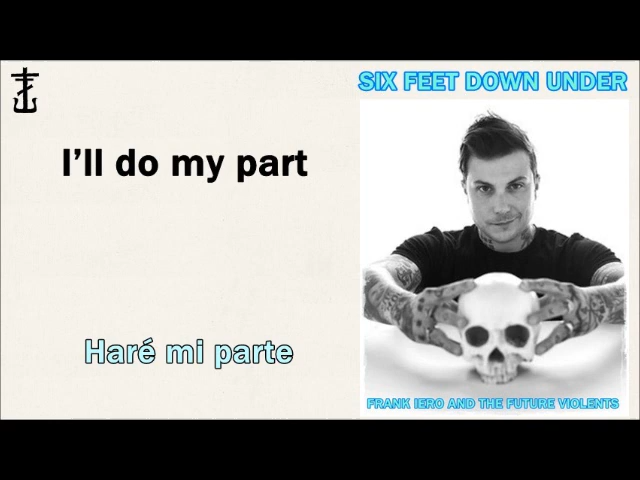 SIX FEET DOWN UNDER
I’ll do my part
Haré mi parte
FRANK IERO AND THE FUTURE VIOLENTS